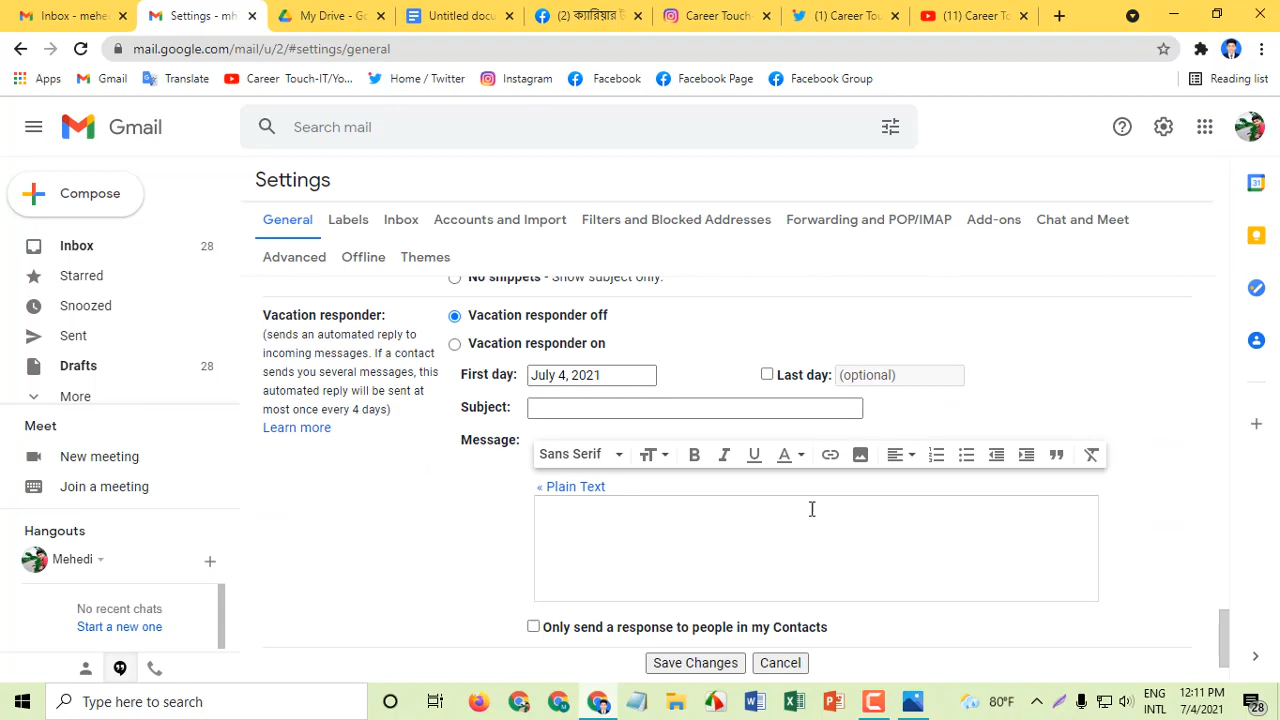 Inbox - mehe
Settings - mh
My Drive - Go
Untitled docu
(2) ক্যারিয়ার ট
Career Touch-
(1) Career Tou
(11) Career To
mail.google.com/mail/u/2/#settings/general
Apps
Gmail
Translate
Career Touch-IT/Yo...
Home / Twitter
Instagram
Facebook
Facebook Page
Facebook Group
Reading list
Gmail
Search mail
Compose
Settings
General
Labels
Inbox
Accounts and Import
Filters and Blocked Addresses
Forwarding and POP/IMAP
Add-ons
Chat and Meet
Advanced
Offline
Themes
Inbox 28
Starred
Snoozed
Sent
Drafts 28
More
Meet
New meeting
Join a meeting
Hangouts
Mehedi
No recent chats
Start a new one
No snippets - Show subject only.
Vacation responder:
(sends an automated reply to
incoming messages. If a contact
sends you several messages, this
automated reply will be sent at
most once every 4 days)
Learn more
Vacation responder off
Vacation responder on
First day: July 4, 2021
Last day: (optional)
Subject:
Message:
Sans Serif
« Plain Text
Only send a response to people in my Contacts
Save Changes
Cancel
Type here to search
80°F
ENG
INTL
12:11 PM
7/4/2021
28